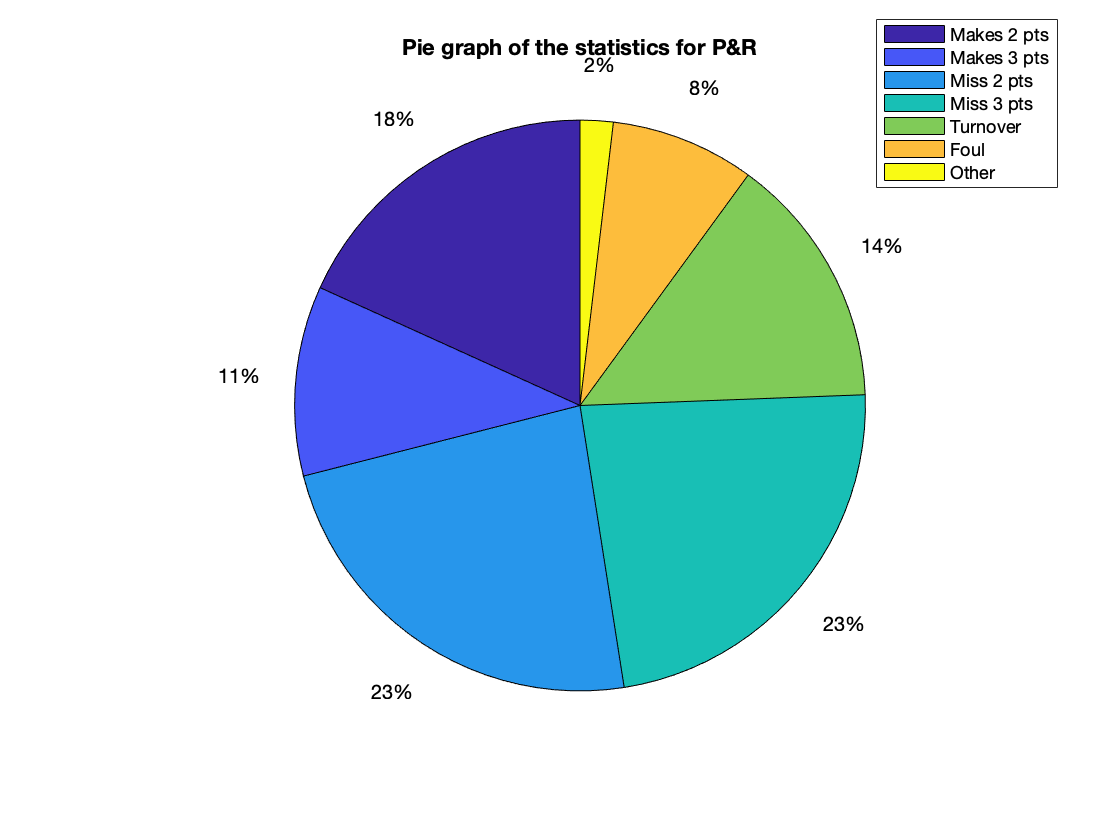 Pie graph of the statistics for P&R
2%
8%
18%
14%
11%
23%
23%
Makes 2 pts
Makes 3 pts
Miss 2 pts
Miss 3 pts
Turnover
Foul
Other